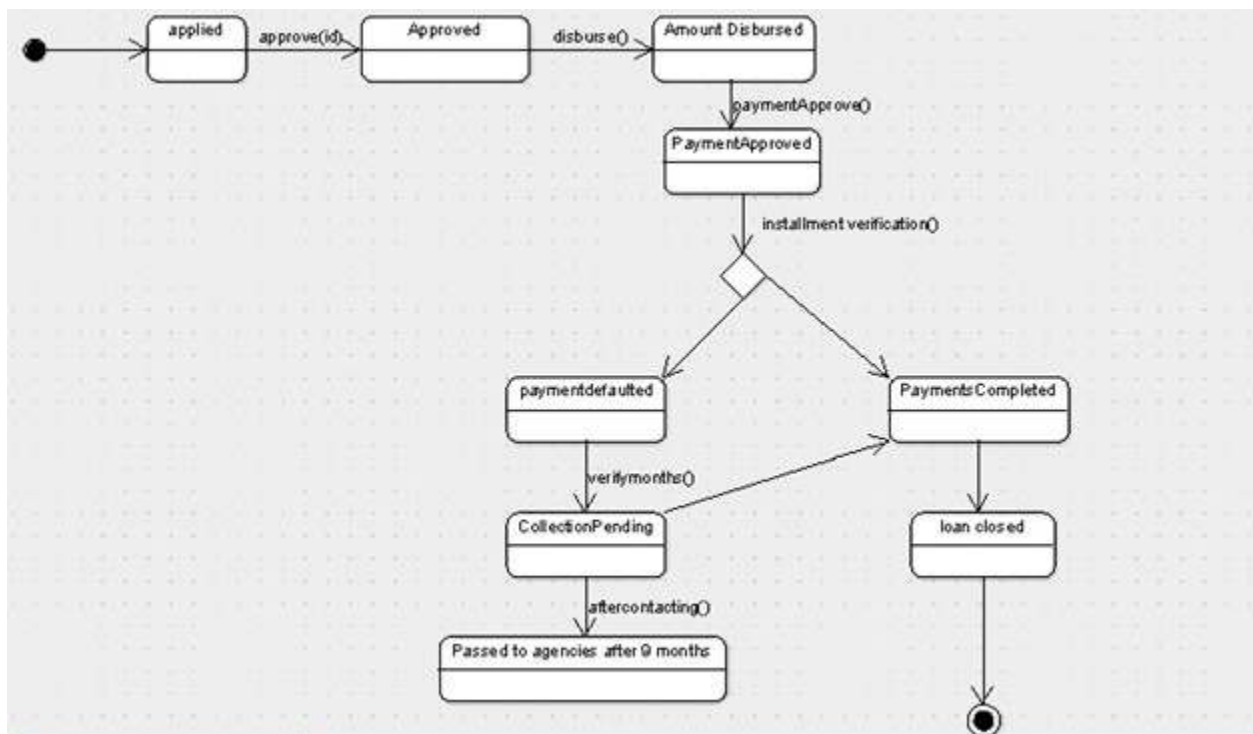 applied
approve(id)
Approved
disburse()
Amount Disbursed
paymentApprove()
PaymentApproved
installment verification()
paymentdefaulted
PaymentsCompleted
verifymonths()
CollectionPending
loan closed
aftercontacting()
Passed to agencies after 9 months